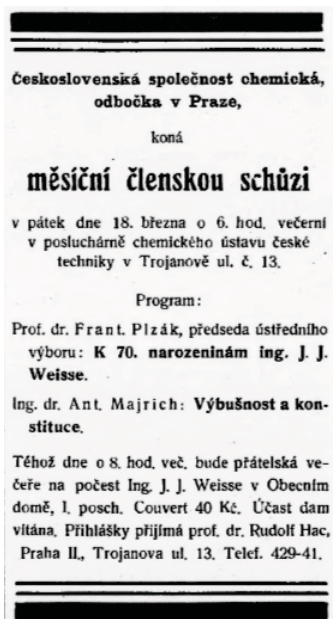 Československá společnost chemická,
odbočka v Praze,
koná
měsíční členskou schůzi
v pátek dne 18. března o 6. hod. večerní
v posluchárně chemického ústavu české
techniky v Trojanově ul. č. 13.
Program:
Prof. dr. Frant. Plzák, předseda ústředního
výboru: K 70. narozeninám ing. J. J.
Weisse.
Ing. dr. Ant. Majrich: Výbušnost a kon-
stituce.
Téhož dne o 8. hod. več. bude přátelská ve-
čeře na počest Ing. J. J. Weisse v Obecním
domě, I. posch. Couvert 40 Kč. Účast dam
vítána. Přihlášky přijímá prof. dr. Rudolf Hac,
Praha II., Trojanova ul. 13. Telef. 429-41.